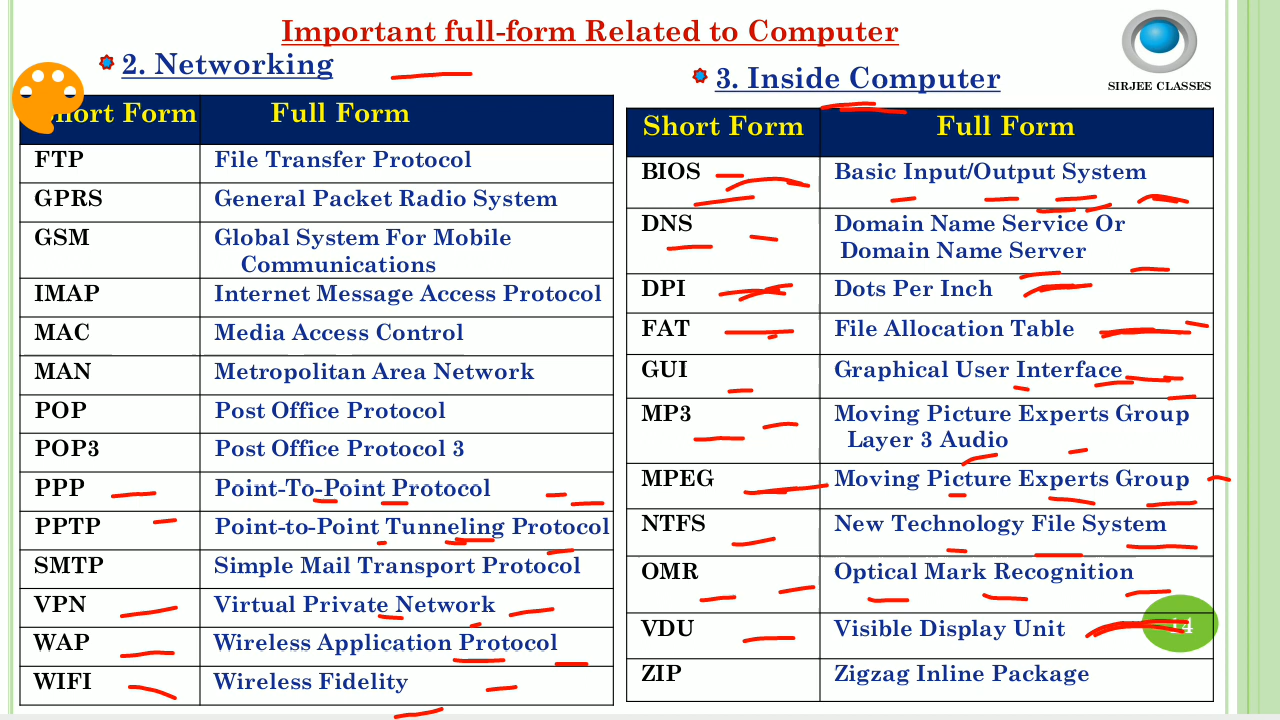 Important full-form Related to Computer
2. Networking
Short Form Full Form
FTP File Transfer Protocol
GPRS General Packet Radio System
GSM Global System For Mobile
Communications
IMAP Internet Message Access Protocol
MAC Media Access Control
MAN Metropolitan Area Network
POP Post Office Protocol
POP3 Post Office Protocol 3
PPP Point-To-Point Protocol
PPTP Point-to-Point Tunneling Protocol
SMTP Simple Mail Transport Protocol
VPN Virtual Private Network
WAP Wireless Application Protocol
WIFI Wireless Fidelity
3. Inside Computer
SIRJEE CLASSES
Short Form Full Form
BIOS Basic Input/Output System
DNS Domain Name Service Or
Domain Name Server
DPI Dots Per Inch
FAT File Allocation Table
GUI Graphical User Interface
MP3 Moving Picture Experts Group
Layer 3 Audio
MPEG Moving Picture Experts Group
NTFS New Technology File System
OMR Optical Mark Recognition
VDU Visible Display Unit
ZIP Zigzag Inline Package